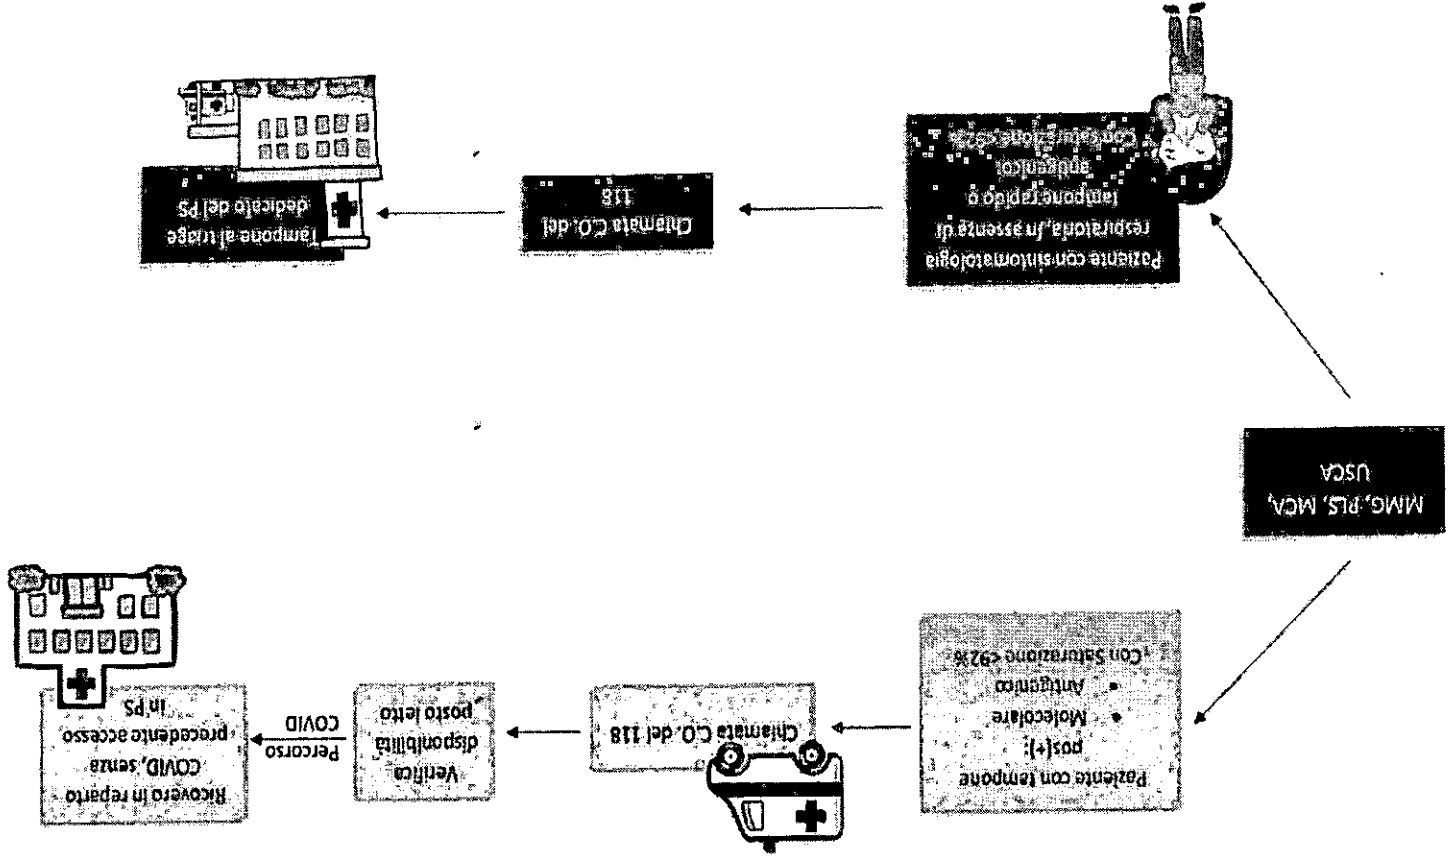 MMG, PLS, MCA,
USCA
Paziente con tampone
pos(+):
• Molecolare
• Antigenico
, Con Saturazione <92%
Chiamata C.O. del 118
Verifica
disponibilità
posto letto
Percorso
COVID
Ricovero in reparto
COVID, senza
precedente accesso
in PS
Paziente con sintomatologia
respiratoria, in assenza di
tampone rapido o
antigenico,
Con saturazione <92%
Chiamata C.O. del
118
Tampone al triage
dedicato del PS